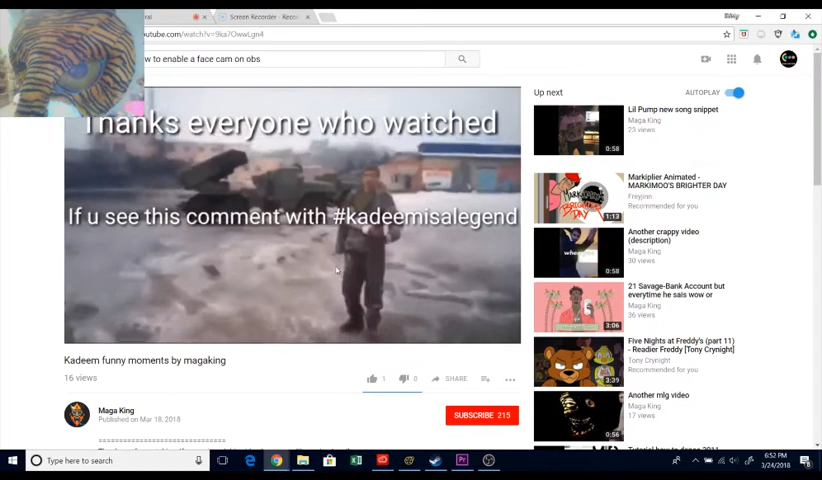 Screen Recorder - Reco
utube.com/watch?v=9ka7OwwLgn4
w to enable a face cam on obs
Thanks everyone who watched
If u see this comment with #kadeemisalegend
Kadeem funny moments by magaking
16 views
1
0
SHARE
Maga King
Published on Mar 18, 2018
SUBSCRIBE 215
==============================
Up next
AUTOPLAY
Lil Pump new song snippet
Maga King
23 views
0:58
Markiplier Animated -
MARKIMOO'S BRIGHTER DAY
Freyjinn
Recommended for you
1:13
Another crappy video
(description)
Maga King
30 views
0:58
21 Savage-Bank Account but
everytime he sais wow or
Maga King
36 views
3:06
Five Nights at Freddy's (part 11)
- Readier Freddy [Tony Crynight]
Tony Crynight
Recommended for you
3:39
Another mlg video
Maga King
17 views
0:56
Type here to search
6:52 PM
3/24/2018